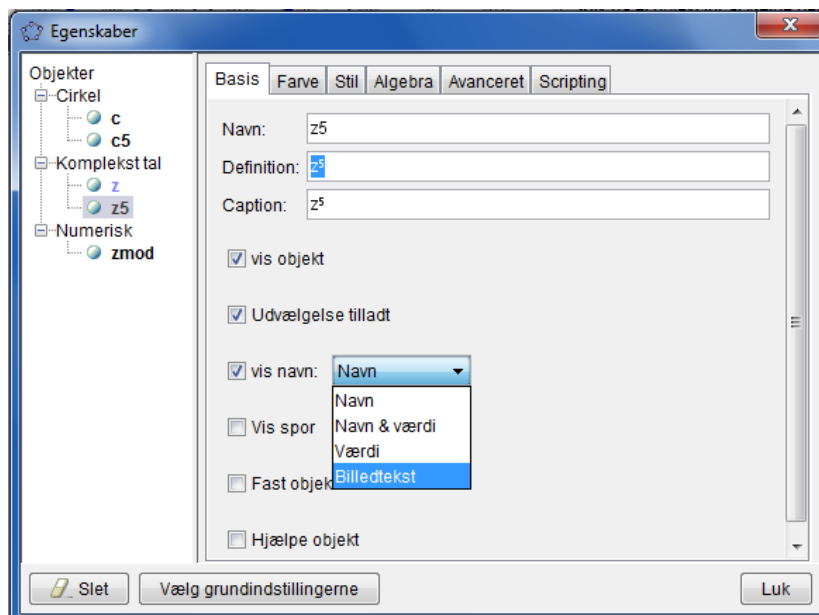 Egenskaber
Objekter
Cirkel
c
c5
Komplekst tal
z
z5
Numerisk
zmod
Basis Farve Stil Algebra Avanceret Scripting
Navn: z5
Definition: z⁵
Caption: z⁵
vis objekt
Udvælgelse tilladt
vis navn: Navn
Navn
Navn & værdi
Værdi
Billedtekst
Vis spor
Fast objek
Hjælpe objekt
Slet Vælg grundindstillingerne Luk